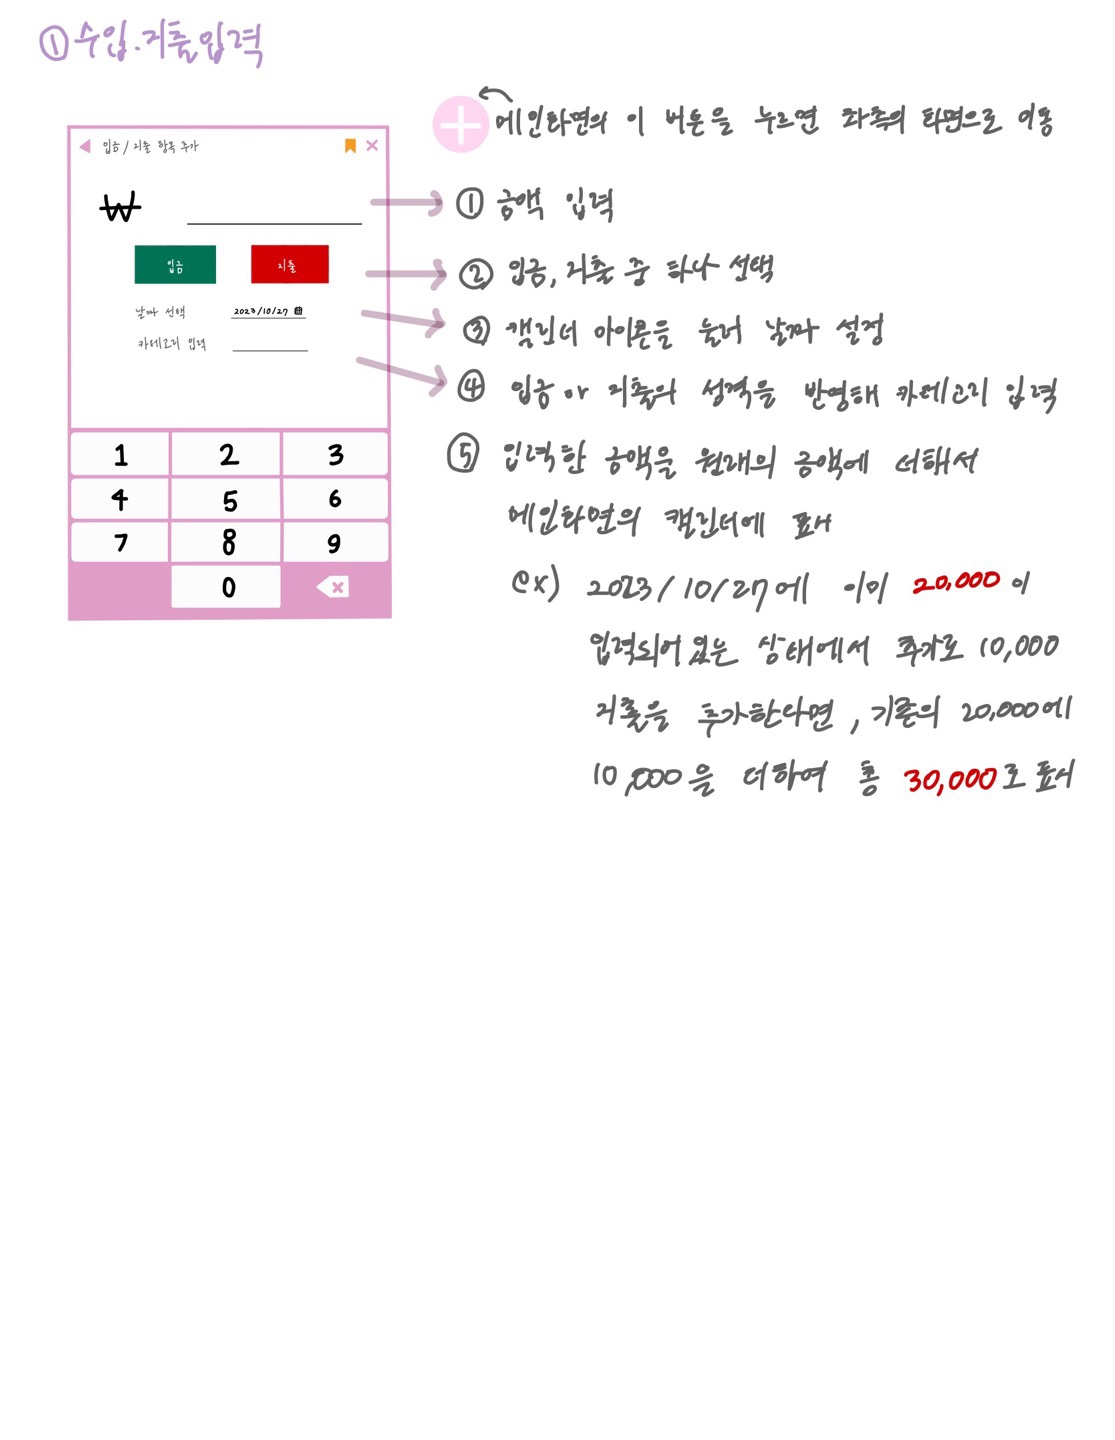 ① 수입.지출 입력
메인화면의 이 버튼을 누르면 좌측의 화면으로 이동
입금 / 지출 항목 추가
₩
① 금액 입력
입금 지출
② 입금, 지출 중 하나 선택
날짜 선택 2023/10/27
③ 캘린더 아이콘을 눌러 날짜 설정
카테고리 입력
④ 입금 or 지출의 성격을 반영해 카테고리 입력
1 2 3
4 5 6
7 8 9
0
⑤ 입력한 금액을 원래의 금액에 더해서
메인화면의 캘린더에 표시
ex) 2023/10/27에 이미 20,000이
입력되어 있는 상태에서 추가로 10,000
지출을 추가한다면, 기존의 20,000에
10,000을 더하여 총 30,000로 표시